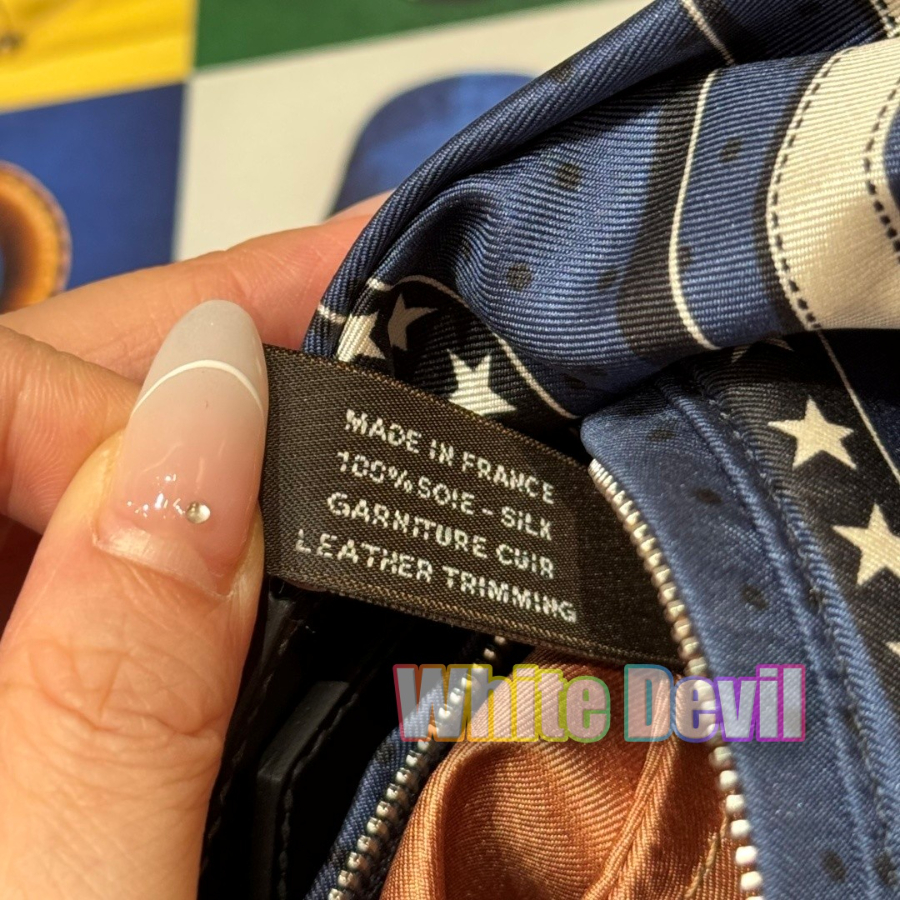 MADE IN FRANCE
100% SOIE - SILK
GARNITURE CUIR
LEATHER TRIMMING
White Devil